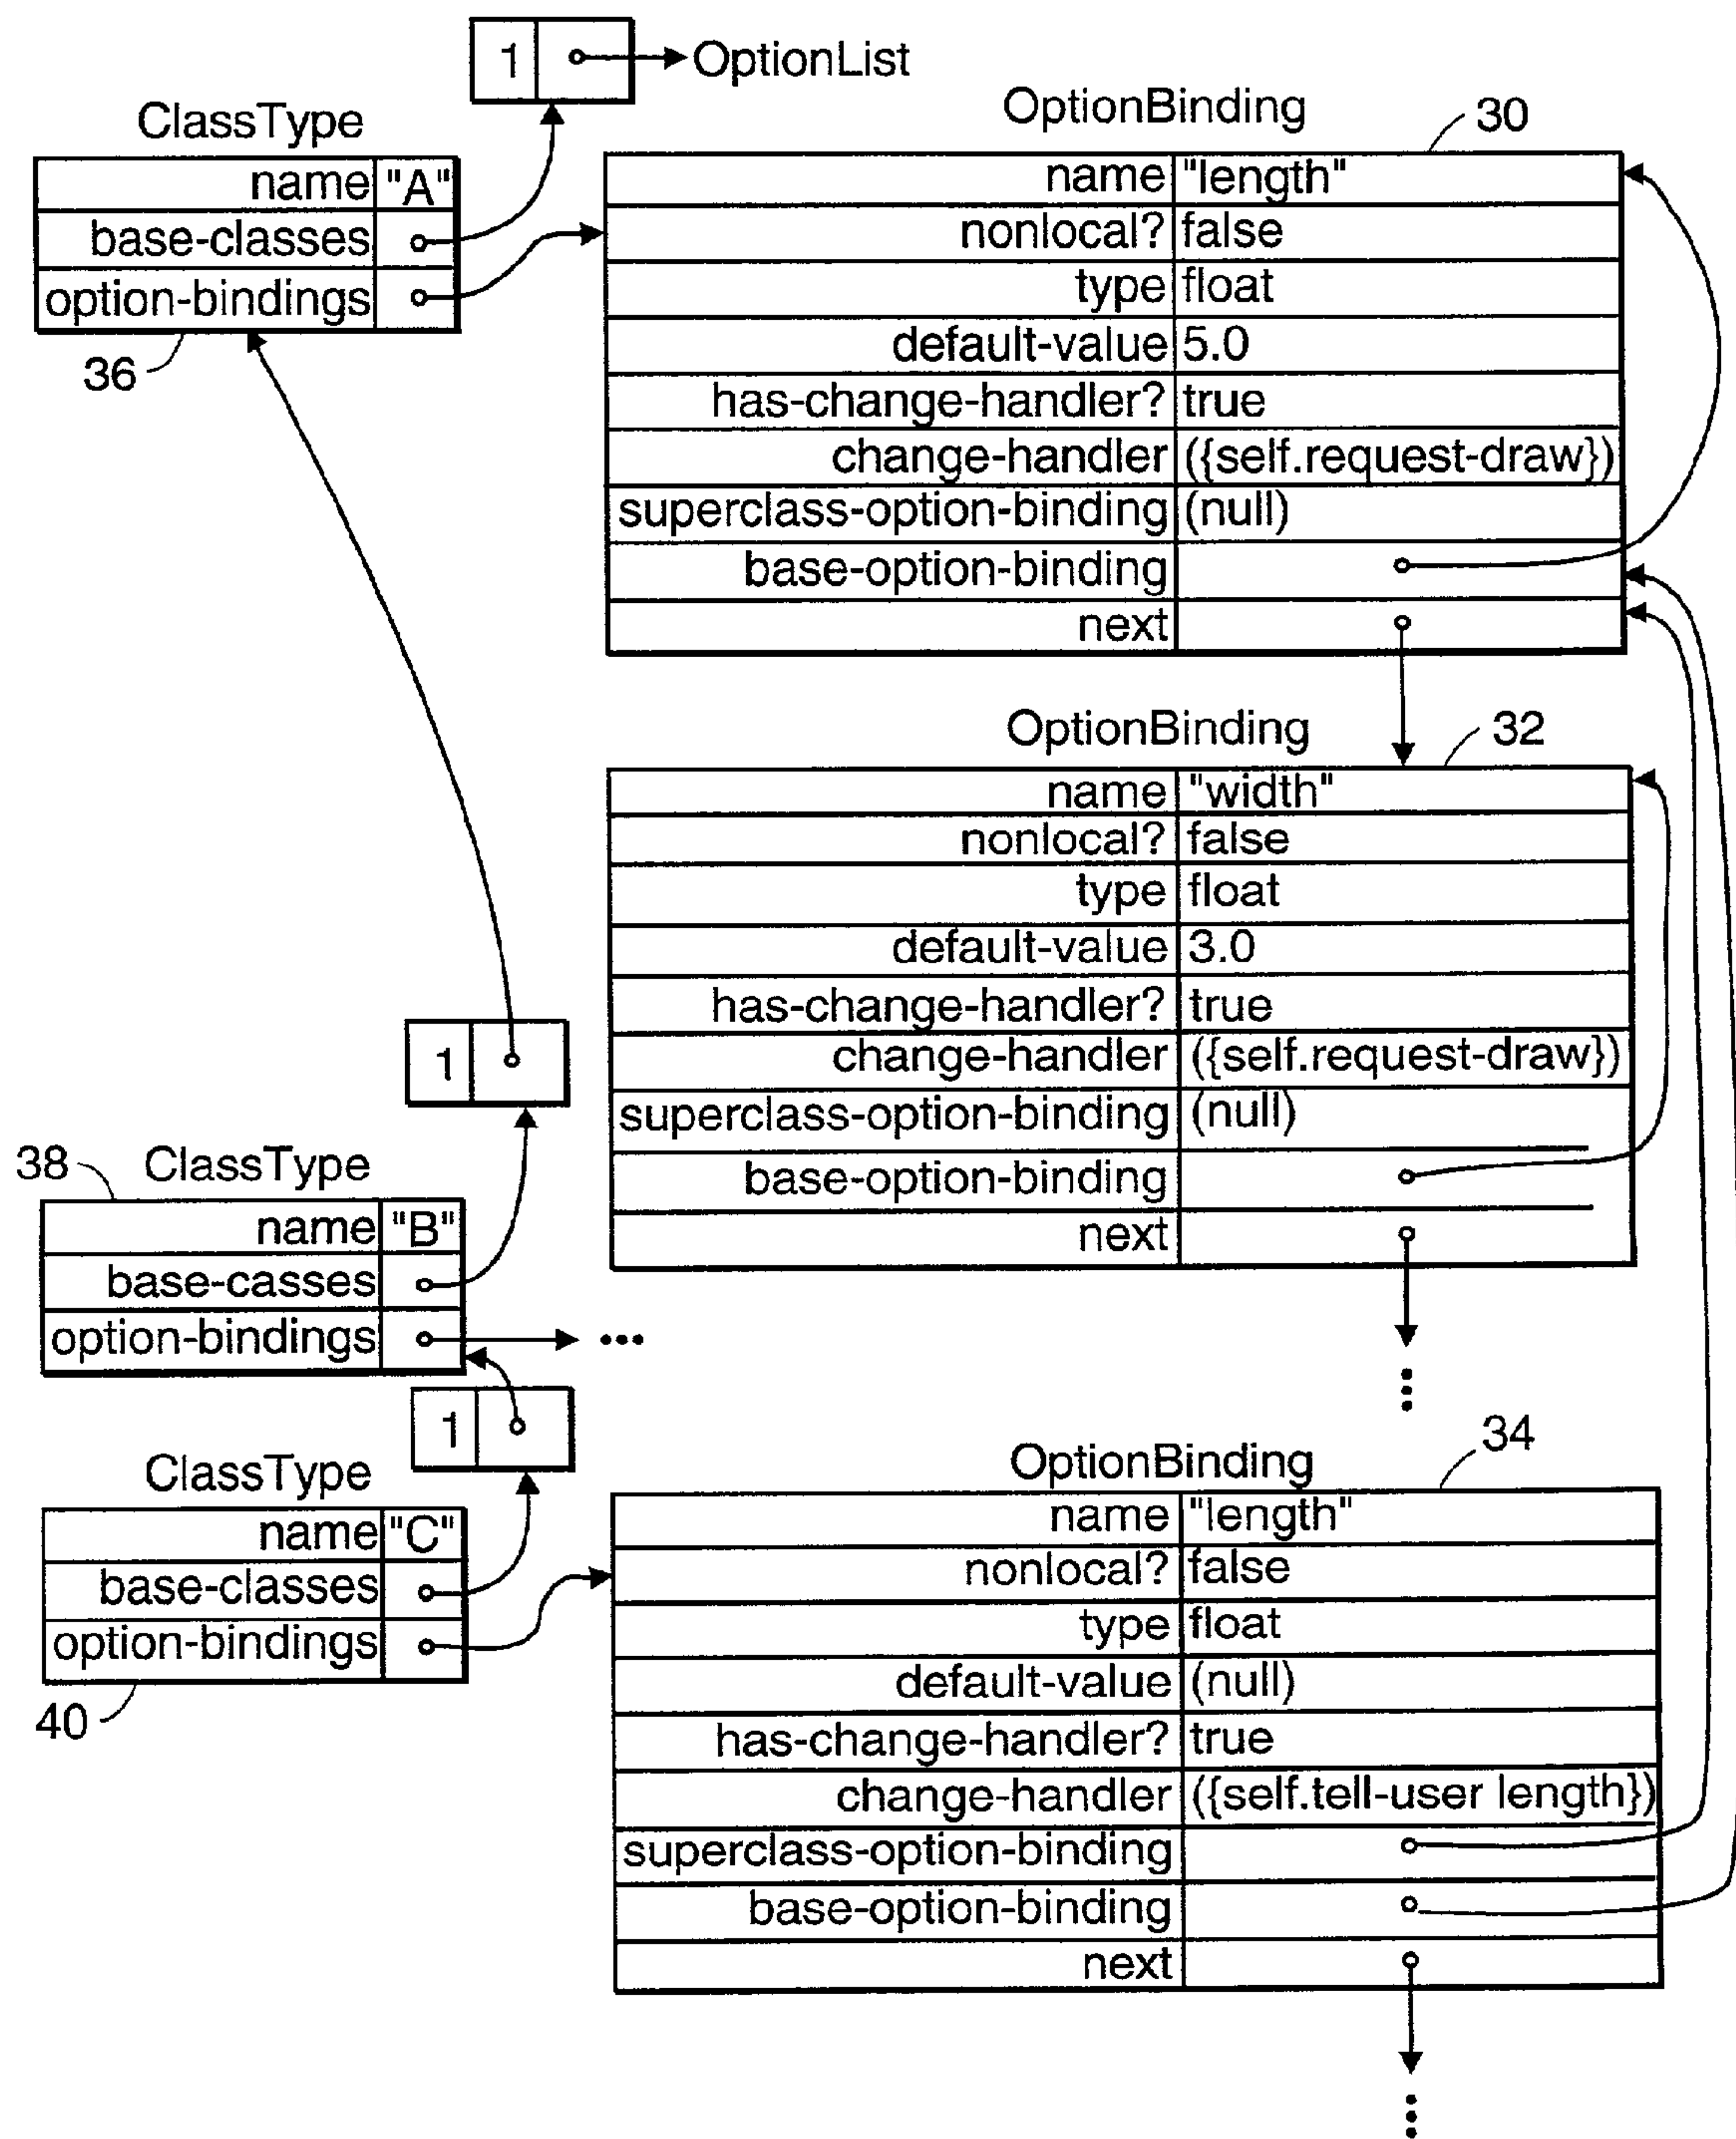 1
OptionList
ClassType
name "A"
base-classes
option-bindings
36
OptionBinding
30
name "length"
nonlocal? false
type float
default-value 5.0
has-change-handler? true
change-handler ({self.request-draw})
superclass-option-binding (null)
base-option-binding
next
OptionBinding
32
name "width"
nonlocal? false
type float
default-value 3.0
has-change-handler? true
change-handler ({self.request-draw})
superclass-option-binding (null)
base-option-binding
next
1
38
ClassType
name "B"
base-casses
option-bindings
1
ClassType
name "C"
base-classes
option-bindings
40
OptionBinding
34
name "length"
nonlocal? false
type float
default-value (null)
has-change-handler? true
change-handler ({self.tell-user length})
superclass-option-binding
base-option-binding
next